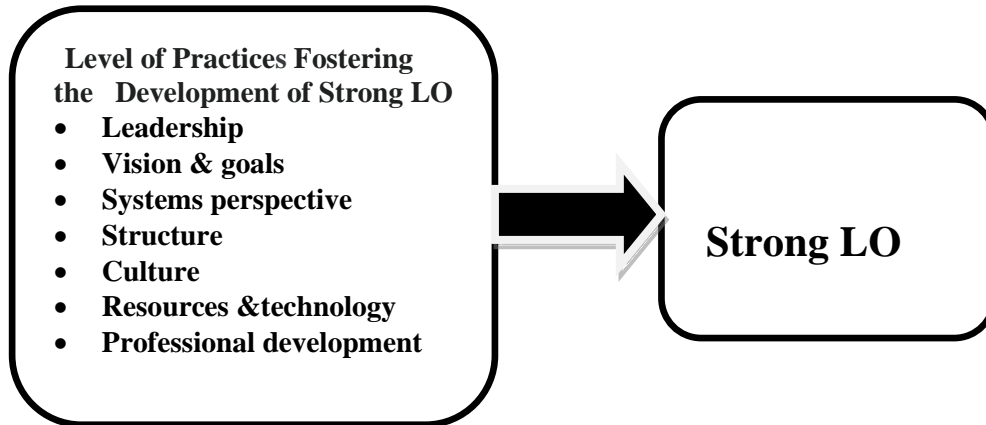 Level of Practices Fostering
the Development of Strong LO
• Leadership
• Vision & goals
• Systems perspective
• Structure
• Culture
• Resources &technology
• Professional development
Strong LO